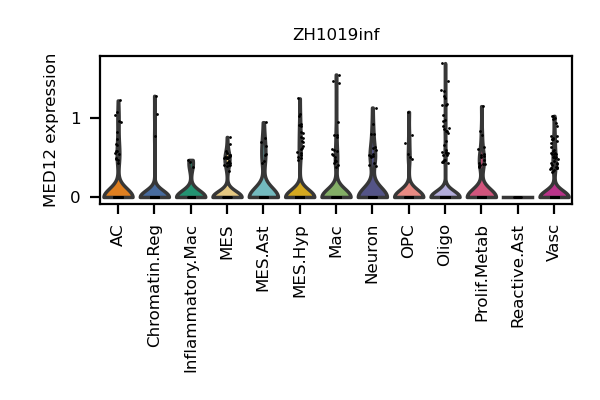 ZH1019inf
MED12 expression
1
0
AC
Chromatin.Reg
Inflammatory.Mac
MES
MES.Ast
MES.Hyp
Mac
Neuron
OPC
Oligo
Prolif.Metab
Reactive.Ast
Vasc